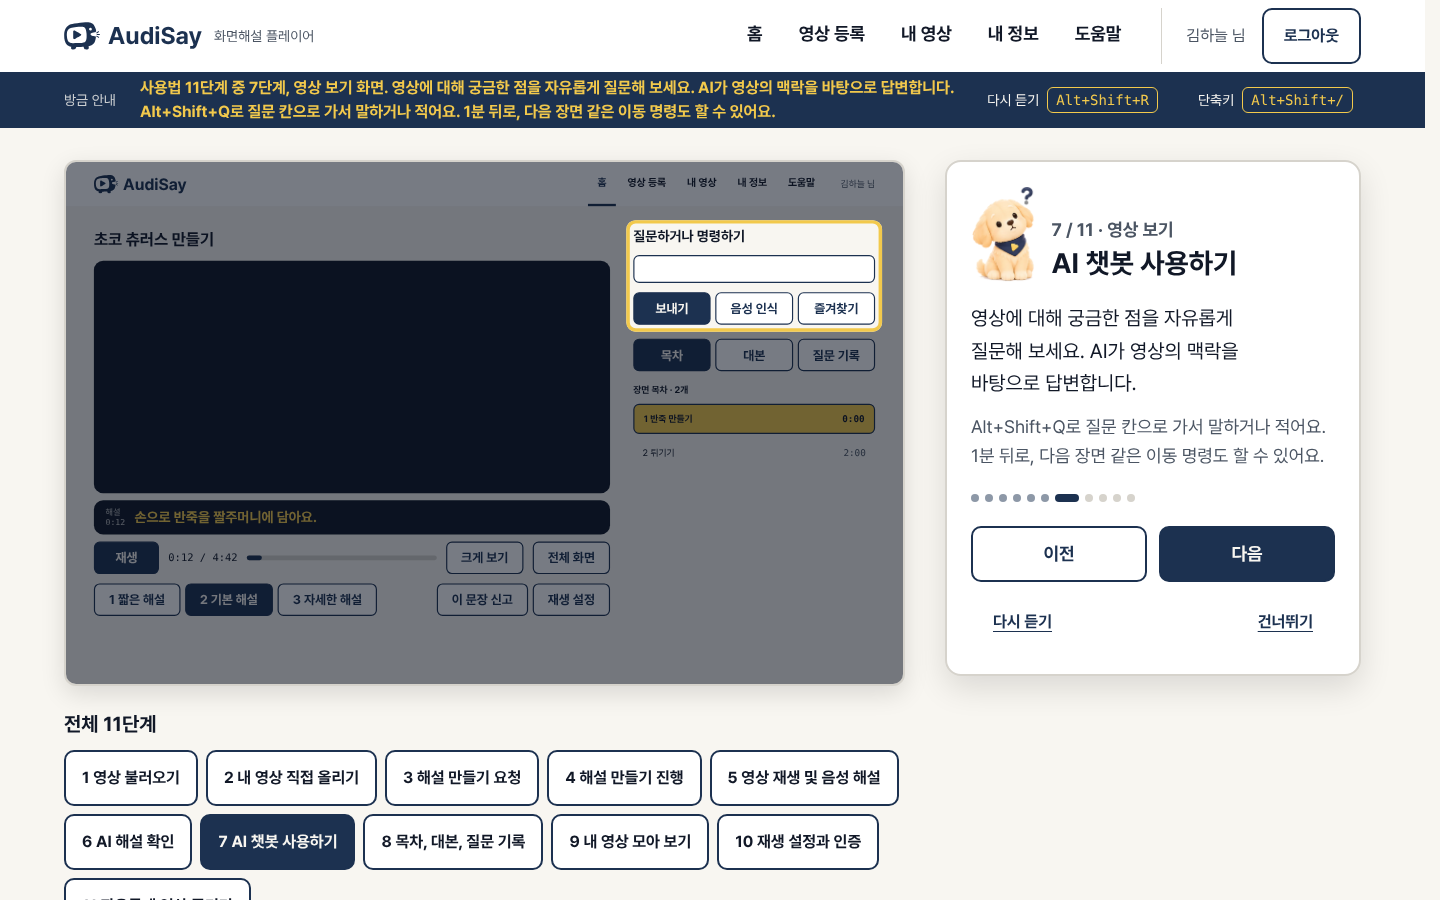 AudiSay 화면해설 플레이어
홈 영상 등록 내 영상 내 정보 도움말
김하늘 님 로그아웃
방금 안내
사용법 11단계 중 7단계, 영상 보기 화면. 영상에 대해 궁금한 점을 자유롭게 질문해 보세요. AI가 영상의 맥락을 바탕으로 답변합니다.
Alt+Shift+Q로 질문 칸으로 가서 말하거나 적어요. 1분 뒤로, 다음 장면 같은 이동 명령도 할 수 있어요.
다시 듣기 Alt+Shift+R
단축키 Alt+Shift+/
AudiSay
홈 영상 등록 내 영상 내 정보 도움말 김하늘 님
초코 츄러스 만들기
해설
0:12
손으로 반죽을 짤주머니에 담아요.
재생 0:12 / 4:42 크게 보기 전체 화면
1 짧은 해설 2 기본 해설 3 자세한 해설 이 문장 신고 재생 설정
질문하거나 명령하기
보내기 음성 인식 즐겨찾기
목차 대본 질문 기록
장면 목차 · 2개
1 반죽 만들기 0:00
2 튀기기 2:00
?
7 / 11 · 영상 보기
AI 챗봇 사용하기
영상에 대해 궁금한 점을 자유롭게
질문해 보세요. AI가 영상의 맥락을
바탕으로 답변합니다.
Alt+Shift+Q로 질문 칸으로 가서 말하거나 적어요.
1분 뒤로, 다음 장면 같은 이동 명령도 할 수 있어요.
이전 다음
다시 듣기 건너뛰기
전체 11단계
1 영상 불러오기 2 내 영상 직접 올리기 3 해설 만들기 요청 4 해설 만들기 진행 5 영상 재생 및 음성 해설
6 AI 해설 확인 7 AI 챗봇 사용하기 8 목차, 대본, 질문 기록 9 내 영상 모아 보기 10 재생 설정과 인증